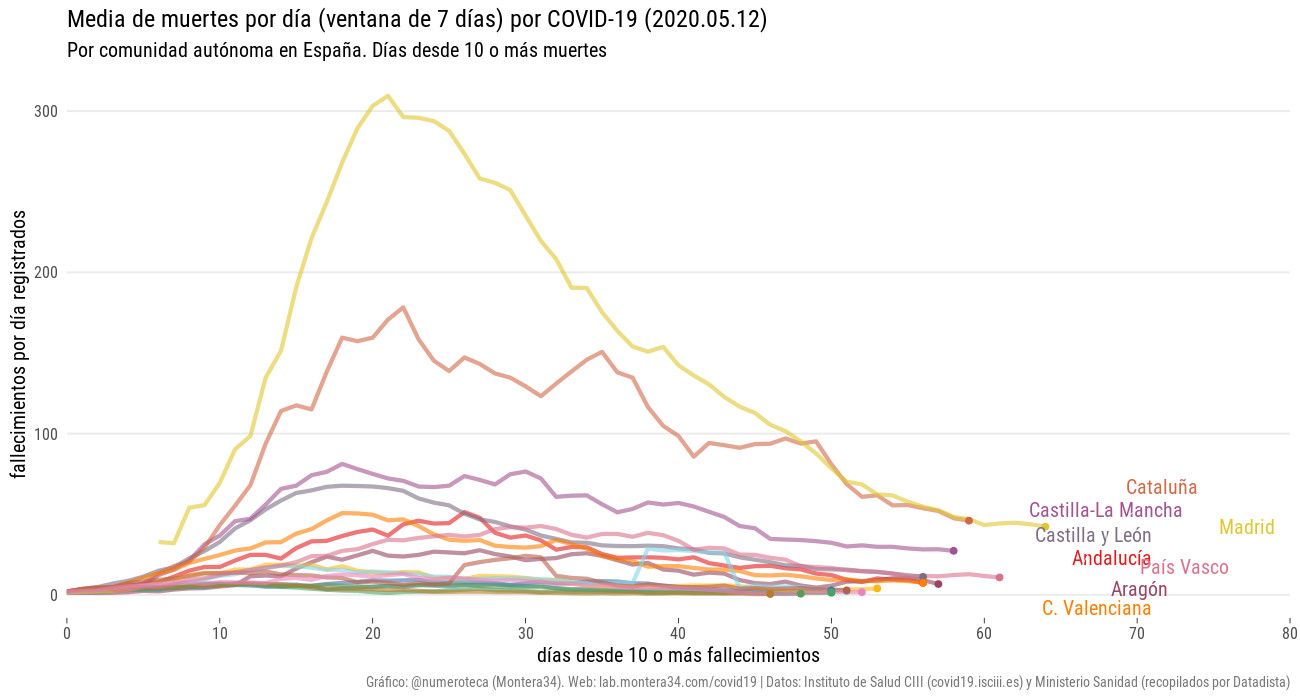 Media de muertes por día (ventana de 7 días) por COVID-19 (2020.05.12)
Por comunidad autónoma en España. Días desde 10 o más muertes
fallecimientos por día registrados
300
200
100
0
Cataluña
Castilla-La Mancha
Madrid
Castilla y León
Andalucía
País Vasco
Aragón
C. Valenciana
0 10 20 30 40 50 60 70 80
días desde 10 o más fallecimientos
Gráfico: @numeroteca (Montera34). Web: lab.montera34.com/covid19 | Datos: Instituto de Salud CIII (covid19.isciii.es) y Ministerio Sanidad (recopilados por Datadista)